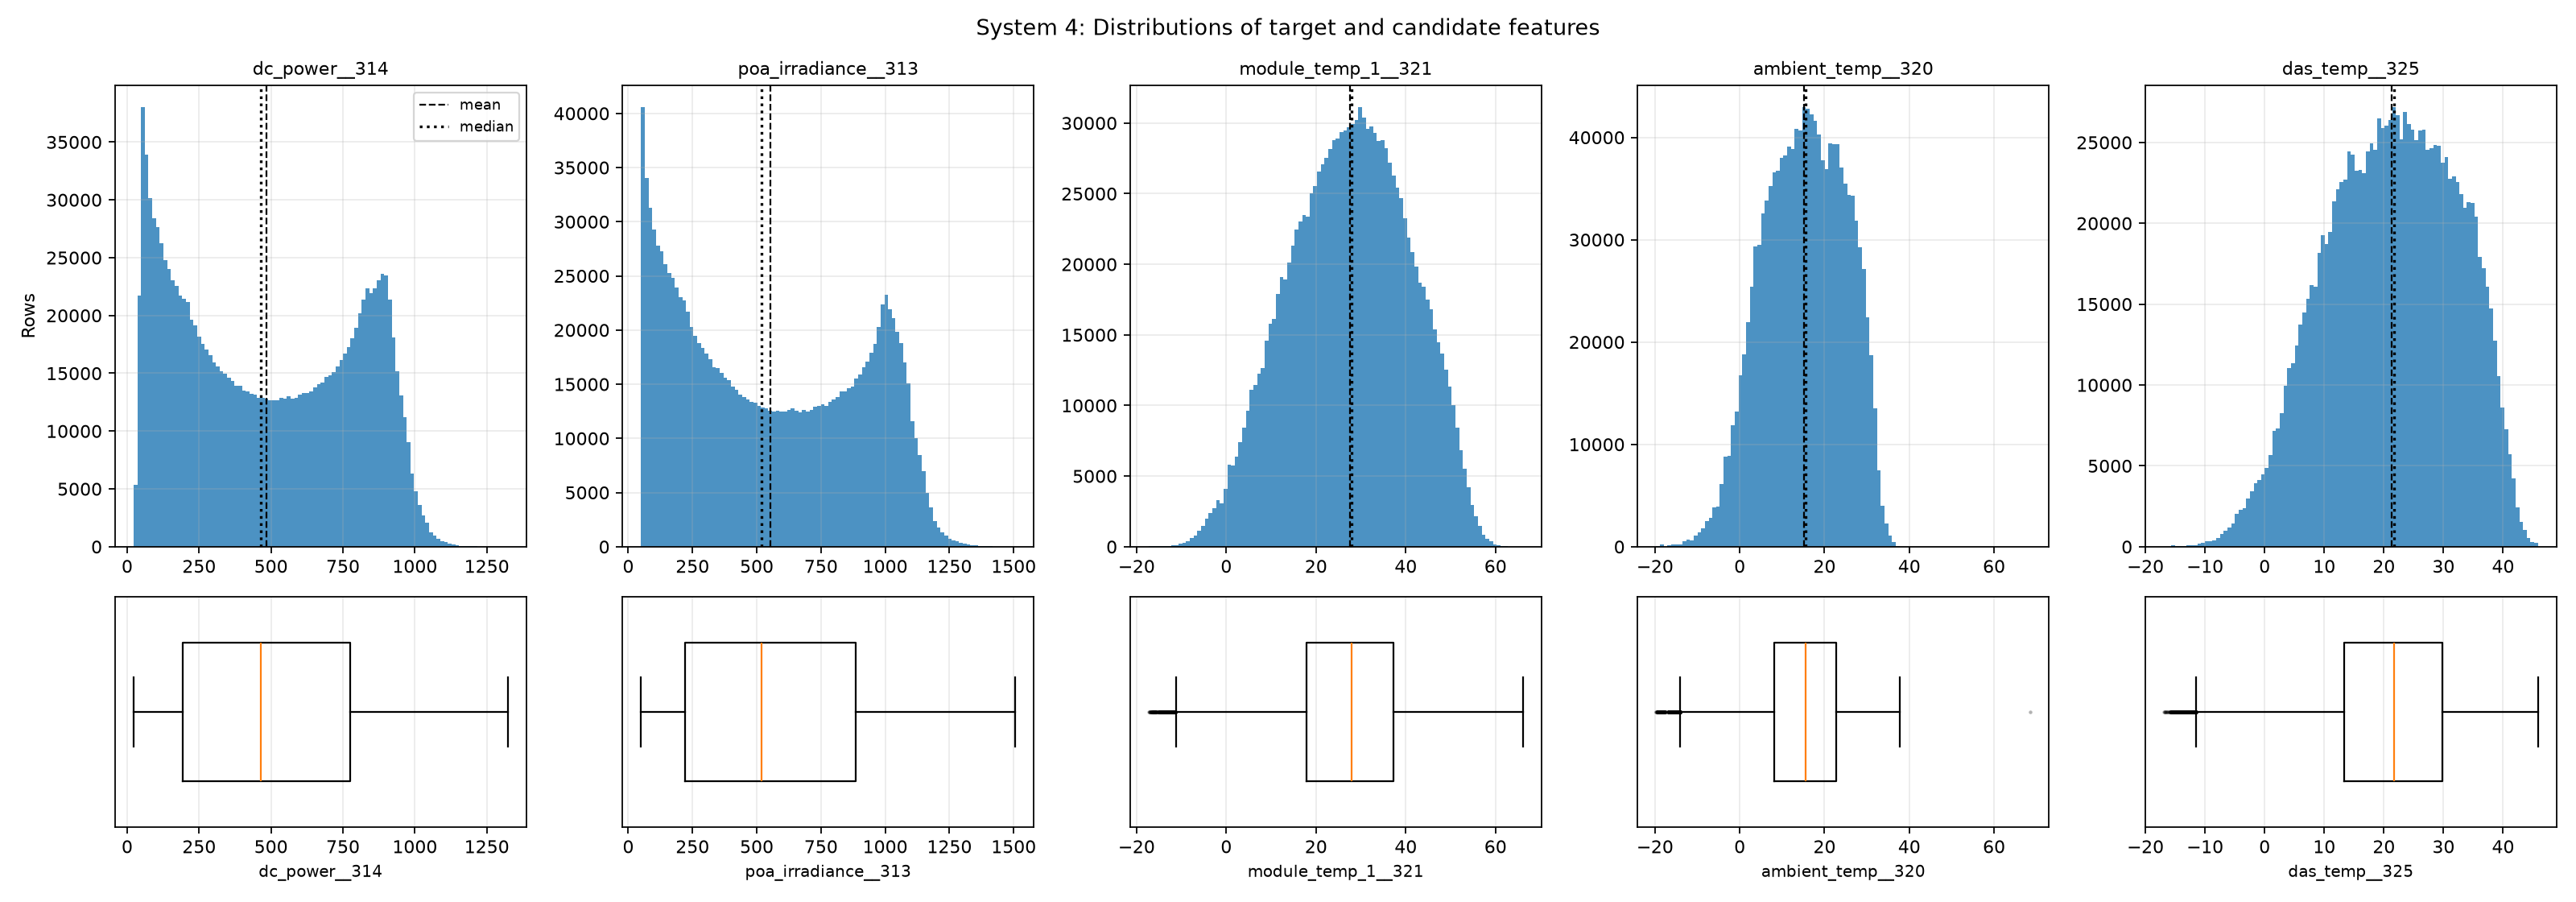 System 4: Distributions of target and candidate features
dc_power__314
poa_irradiance__313
module_temp_1__321
ambient_temp__320
das_temp__325
mean
median
Rows
35000
30000
25000
20000
15000
10000
5000
0
0 250 500 750 1000 1250
40000
35000
30000
25000
20000
15000
10000
5000
0
0 250 500 750 1000 1250 1500
30000
25000
20000
15000
10000
5000
0
−20 0 20 40 60
40000
30000
20000
10000
0
−20 0 20 40 60
25000
20000
15000
10000
5000
0
−20 −10 0 10 20 30 40
0 250 500 750 1000 1250
dc_power__314
0 250 500 750 1000 1250 1500
poa_irradiance__313
−20 0 20 40 60
module_temp_1__321
−20 0 20 40 60
ambient_temp__320
−20 −10 0 10 20 30 40
das_temp__325